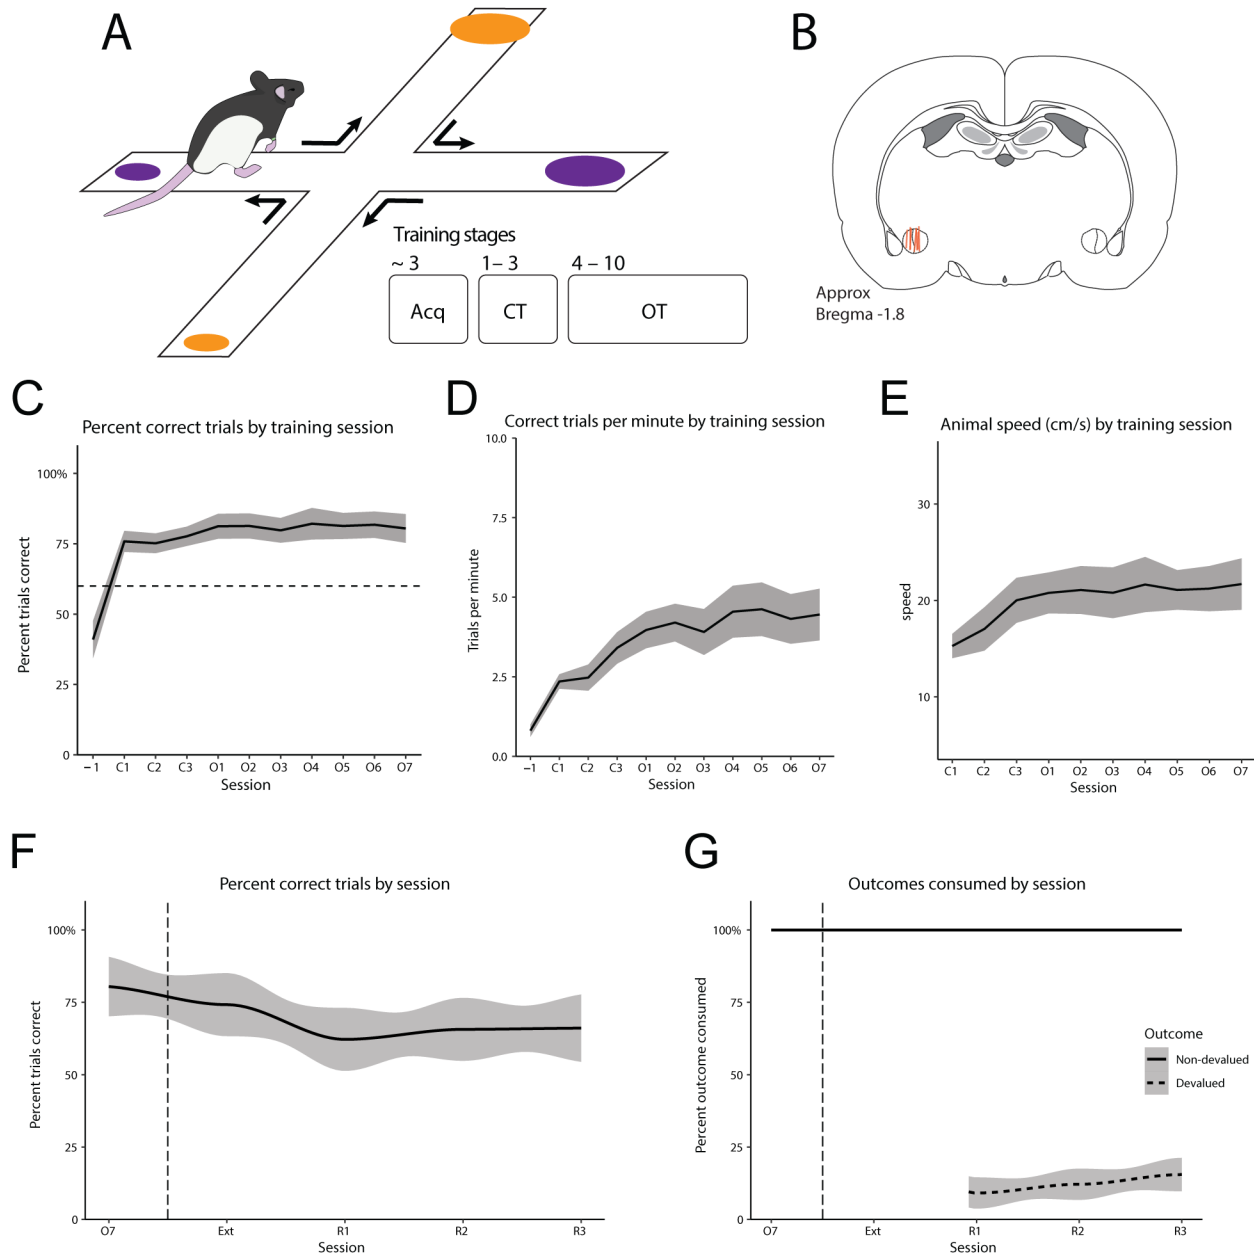 A
B
Training stages
~ 3
1– 3
4 – 10
Acq
CT
OT
Approx
Bregma -1.8
C
Percent correct trials by training session
Percent trials correct
100%
75
50
25
0
−1 C1 C2 C3 O1 O2 O3 O4 O5 O6 O7
Session
D
Correct trials per minute by training session
Trials per minute
10.0
7.5
5.0
2.5
0.0
−1 C1 C2 C3 O1 O2 O3 O4 O5 O6 O7
Session
E
Animal speed (cm/s) by training session
speed
30
20
10
C1 C2 C3 O1 O2 O3 O4 O5 O6 O7
Session
F
Percent correct trials by session
Percent trials correct
100%
75
50
25
0
O7 Ext R1 R2 R3
Session
G
Outcomes consumed by session
Percent outcome consumed
100%
75
50
25
0
O7 Ext R1 R2 R3
Session
Outcome
Non-devalued
Devalued